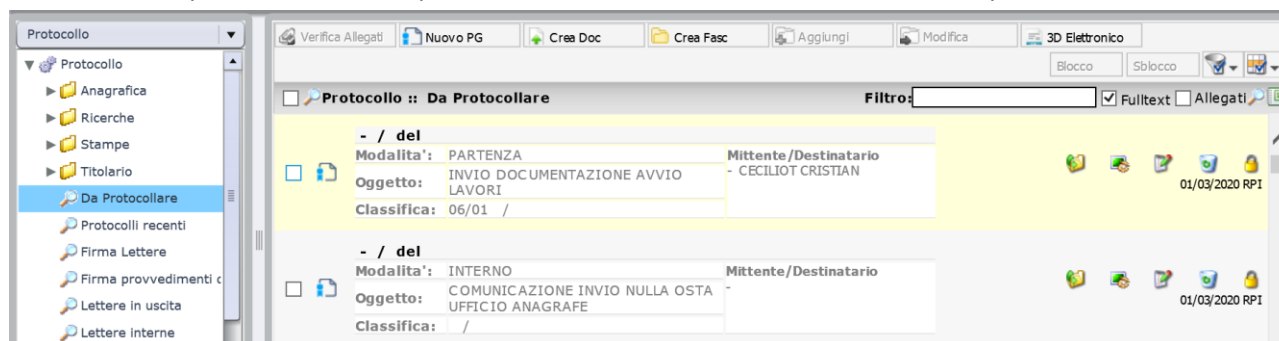 Protocollo
Protocollo
Anagrafica
Ricerche
Stampe
Titolario
Da Protocollare
Protocolli recenti
Firma Lettere
Firma provvedimenti
Lettere in uscita
Lettere interne
Verifica Allegati Nuovo PG Crea Doc Crea Fasc Aggiungi Modifica 3D Elettronico
Blocco Sblocco
Protocollo :: Da Protocollare Filtro: Fulltext Allegati
- / del
Modalita': PARTENZA Mittente/Destinatario
Oggetto: INVIO DOCUMENTAZIONE AVVIO LAVORI - CECILIOT CRISTIAN
Classifica: 06/01 /
01/03/2020 RPI
- / del
Modalita': INTERNO Mittente/Destinatario
Oggetto: COMUNICAZIONE INVIO NULLA OSTA UFFICIO ANAGRAFE -
Classifica: /
01/03/2020 RPI